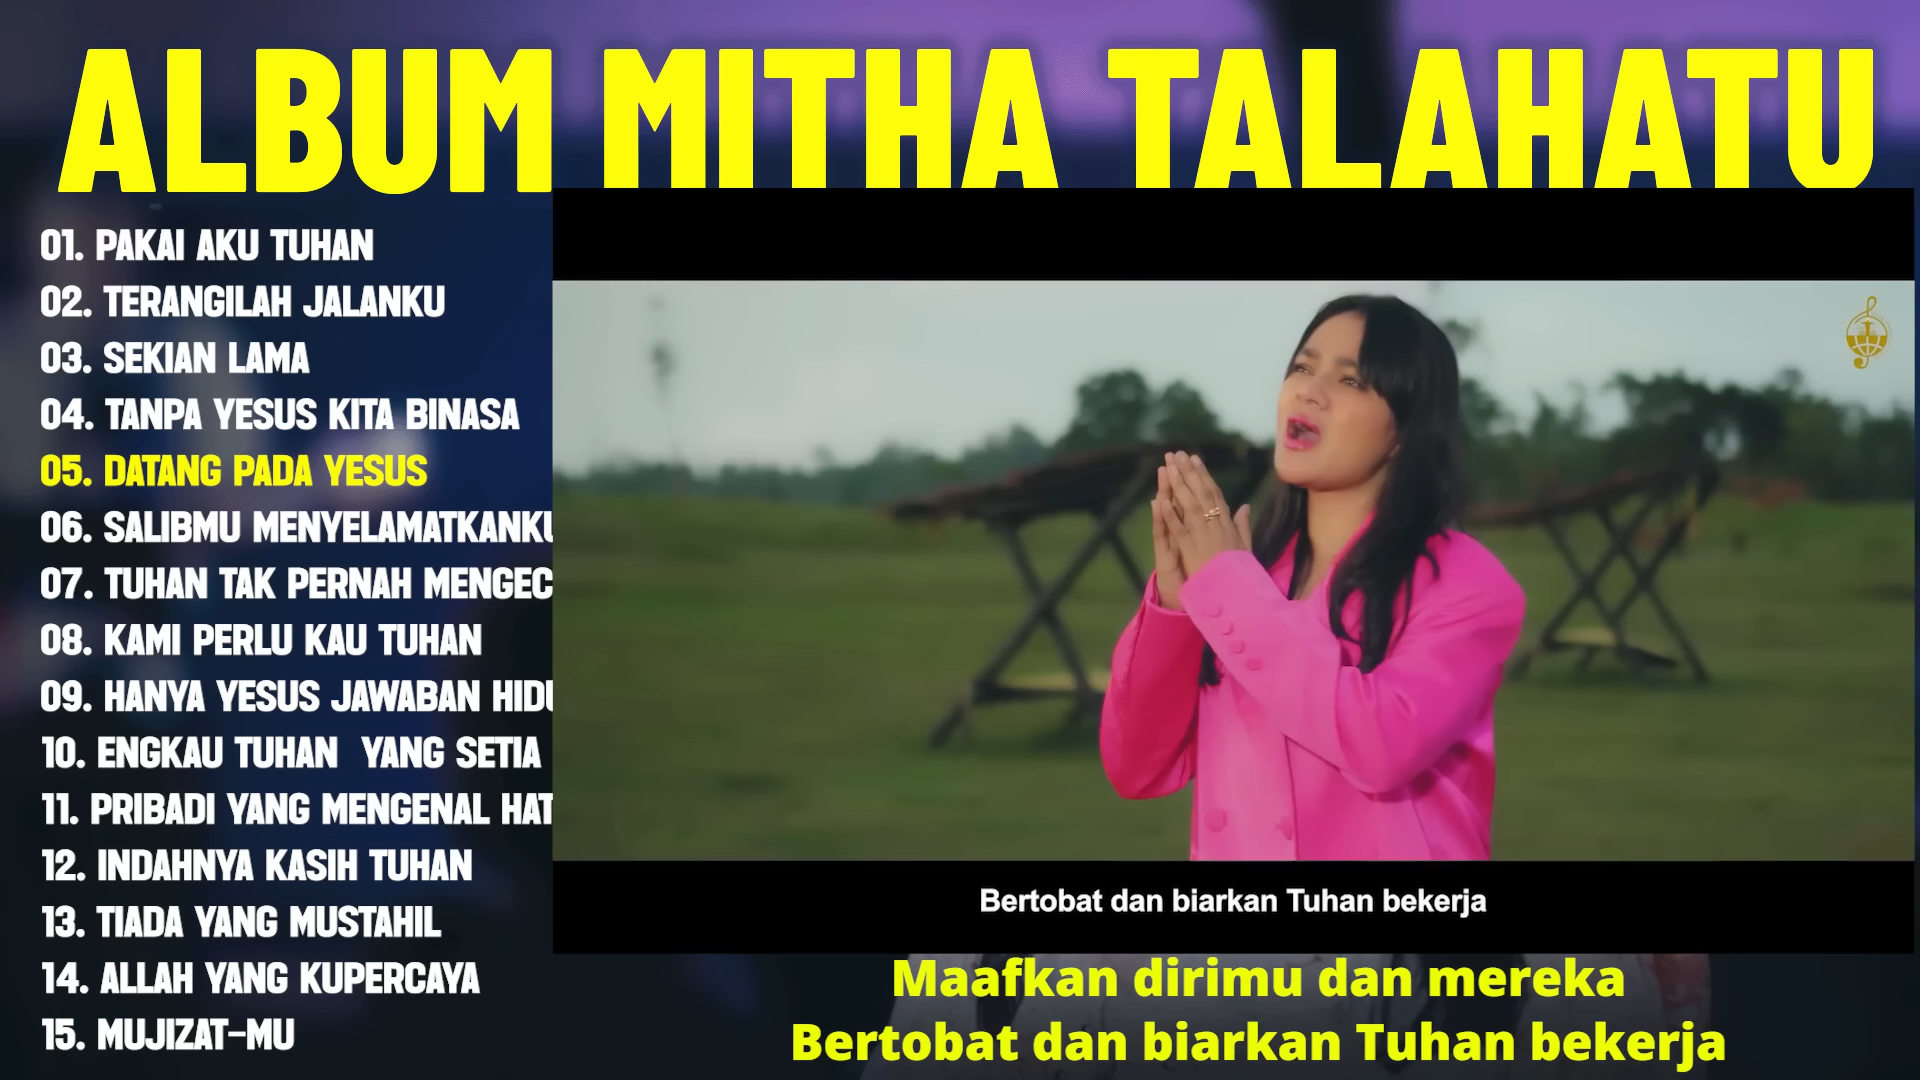 ALBUM MITHA TALAHATU
01. PAKAI AKU TUHAN
02. TERANGILAH JALANKU
03. SEKIAN LAMA
04. TANPA YESUS KITA BINASA
05. DATANG PADA YESUS
06. SALIBMU MENYELAMATKANKU
07. TUHAN TAK PERNAH MENGEC
08. KAMI PERLU KAU TUHAN
09. HANYA YESUS JAWABAN HIDU
10. ENGKAU TUHAN YANG SETIA
11. PRIBADI YANG MENGENAL HAT
12. INDAHNYA KASIH TUHAN
13. TIADA YANG MUSTAHIL
14. ALLAH YANG KUPERCAYA
15. MUJIZAT-MU
Bertobat dan biarkan Tuhan bekerja
Maafkan dirimu dan mereka
Bertobat dan biarkan Tuhan bekerja